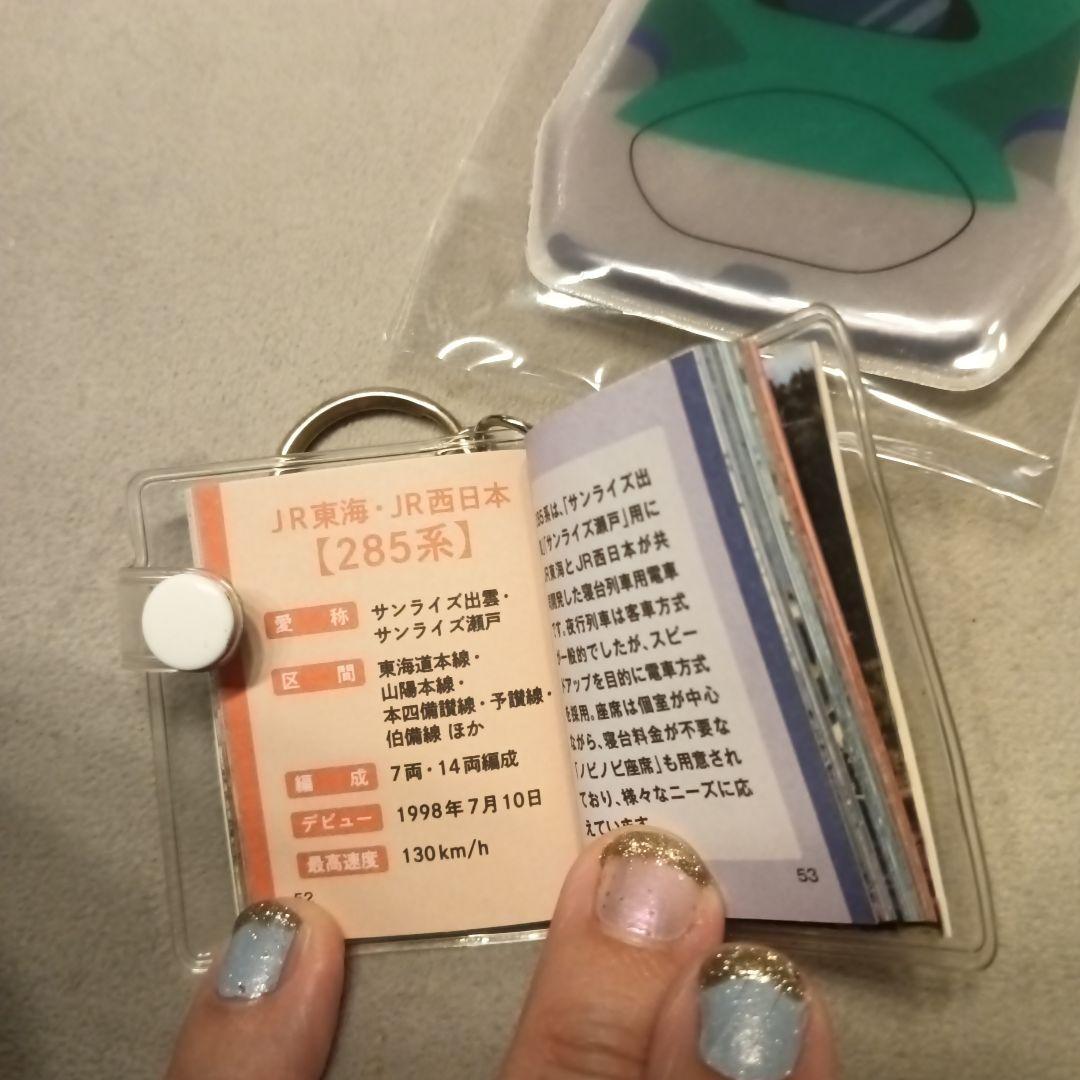 JR東海・JR西日本
【285系】
愛称 サンライズ出雲・
サンライズ瀬戸
区間 東海道本線・
山陽本線・
本四備讃線・予讃線・
伯備線 ほか
編成 7両・14両編成
デビュー 1998年7月10日
最高速度 130km/h
52
285系は、「サンライズ出
「サンライズ瀬戸」用に
JR東海とJR西日本が共
開発した寝台列車用電車
です。夜行列車は客車方式
が一般的でしたが、スピー
ドアップを目的に電車方式
を採用。座席は個室が中心
ながら、寝台料金が不要な
「ノビノビ座席」も用意され
ており、様々なニーズに応
えています。
53